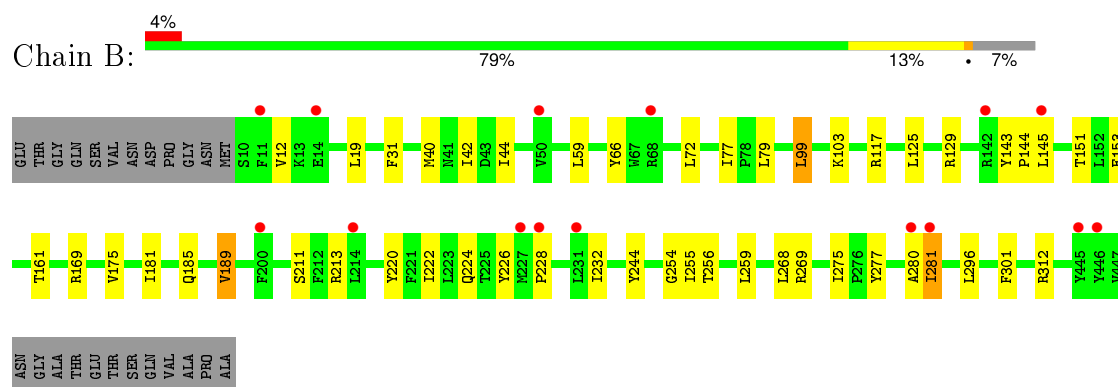 4%
Chain B:
79% 13% • 7%
GLU THR GLY GLN SER VAL ASN ASP PRO GLY ASN MET S10 F11 V12 K13 E14 L19 F31 M40 N41 I42 D43 I44 V50 L59 Y66 W67 R68 L72 I77 P78 L79 L99 K103 R117 L125 R129 R142 Y143 P144 L145 T151 L152 E153
T161 R169 V175 I181 Q185 V189 F200 S211 F212 R213 L214 Y220 F221 I222 L223 Q224 T225 Y226 M227 P228 L231 I232 Y244 G254 I255 T256 L259 L268 R269 I275 P276 Y277 A280 I281 L296 F301 R312 Y445 Y446 V447
ASN GLY ALA THR GLU THR SER GLN VAL ALA PRO ALA